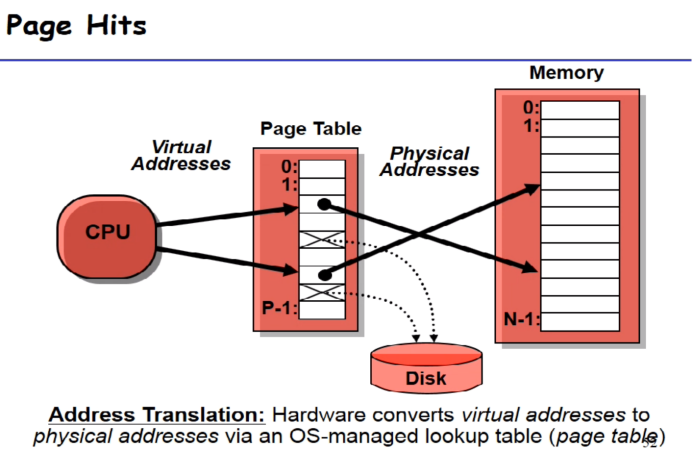 Page Hits
Memory
0:
1:
Page Table
Virtual
Addresses
Physical
Addresses
0:
1:
CPU
P-1:
N-1:
Disk
Address Translation: Hardware converts virtual addresses to
physical addresses via an OS-managed lookup table (page table)
32